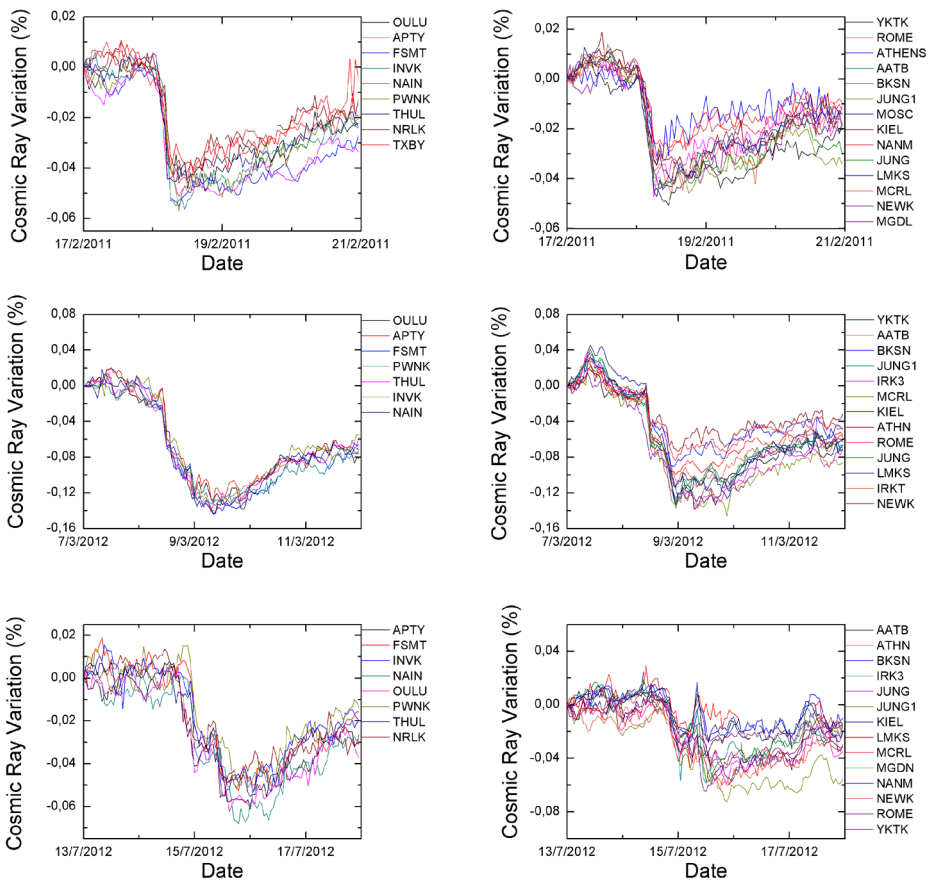 Cosmic Ray Variation (%)
0,02
0,00
-0,02
-0,04
-0,06
17/2/2011
19/2/2011
21/2/2011
Date
OULU
APTY
FSMT
INVK
NAIN
PWNK
THUL
NRLK
TXBY
Cosmic Ray Variation (%)
0,02
0,00
-0,02
-0,04
-0,06
17/2/2011
19/2/2011
21/2/2011
Date
YKTK
ROME
ATHENS
AATB
BKSN
JUNG1
MOSC
KIEL
NANM
JUNG
LMKS
MCRL
NEWK
MGDL
Cosmic Ray Variation (%)
0,08
0,04
0,00
-0,04
-0,08
-0,12
-0,16
7/3/2012
9/3/2012
11/3/2012
Date
OULU
APTY
FSMT
PWNK
THUL
INVK
NAIN
Cosmic Ray Variation (%)
0,08
0,04
0,00
-0,04
-0,08
-0,12
-0,16
7/3/2012
9/3/2012
11/3/2012
Date
YKTK
AATB
BKSN
JUNG1
IRK3
MCRL
KIEL
ATHN
ROME
JUNG
LMKS
IRKT
NEWK
Cosmic Ray Variation (%)
0,02
0,00
-0,02
-0,04
-0,06
-0,08
13/7/2012
15/7/2012
17/7/2012
Date
APTY
FSMT
INVK
NAIN
OULU
PWNK
THUL
NRLK
Cosmic Ray Variation (%)
0,04
0,00
-0,04
-0,08
13/7/2012
15/7/2012
17/7/2012
Date
AATB
ATHN
BKSN
IRK3
JUNG
JUNG1
KIEL
LMKS
MCRL
MGDN
NANM
NEWK
ROME
YKTK